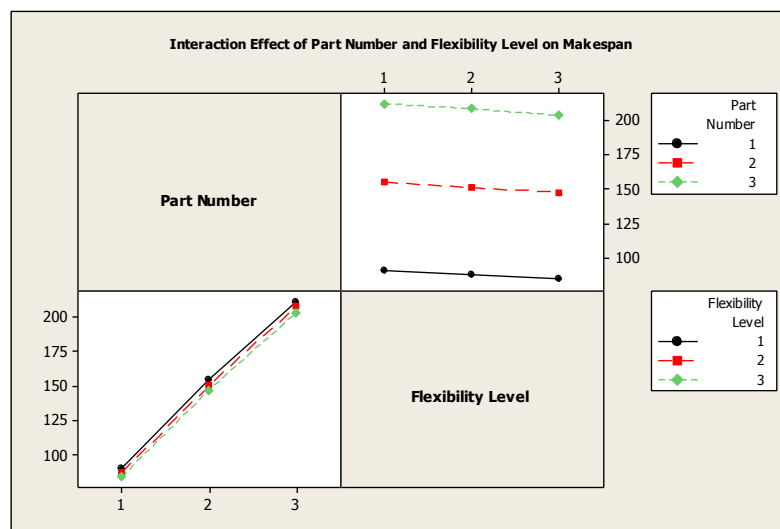 Interaction Effect of Part Number and Flexibility Level on Makespan
1 2 3
Part Number
200
175
150
125
100
Part
Number
1
2
3
200
175
150
125
100
Flexibility Level
Flexibility
Level
1
2
3
1 2 3